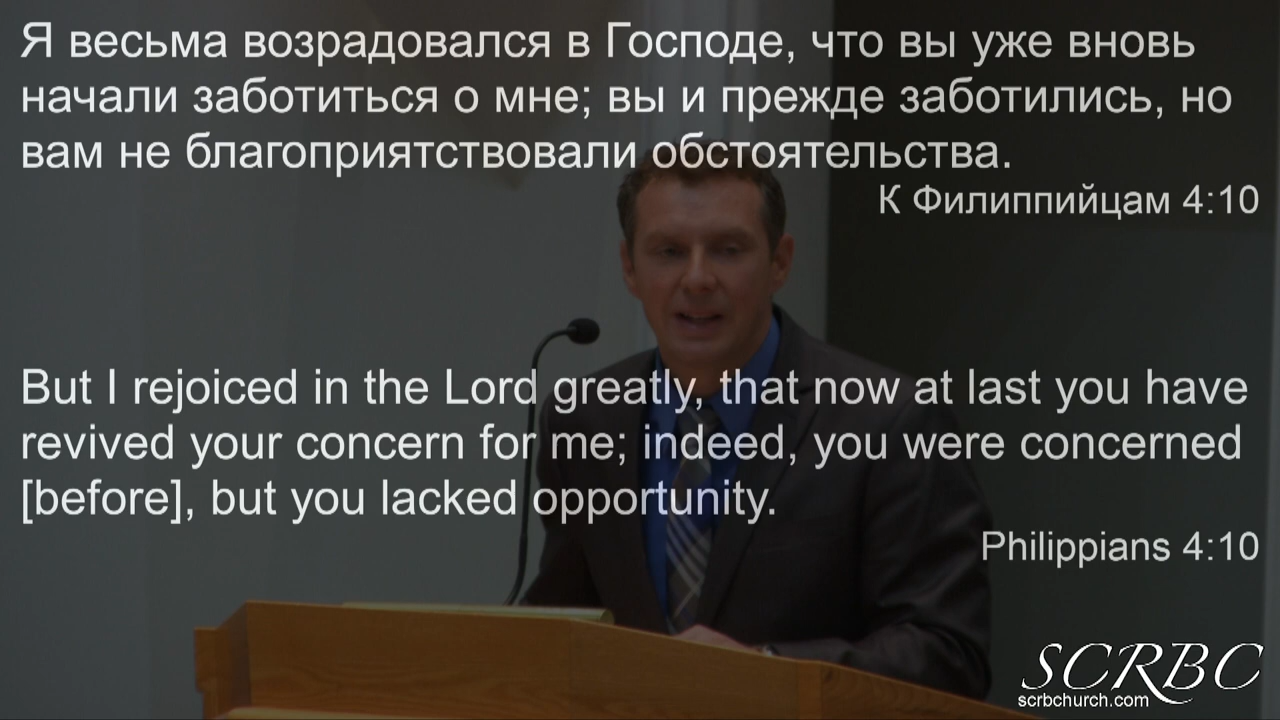 Я весьма возрадовался в Господе, что вы уже вновь
начали заботиться о мне; вы и прежде заботились, но
вам не благоприятствовали обстоятельства.
К Филиппийцам 4:10
But I rejoiced in the Lord greatly, that now at last you have
revived your concern for me; indeed, you were concerned
[before], but you lacked opportunity.
Philippians 4:10
SCRBC
scrbchurch.com